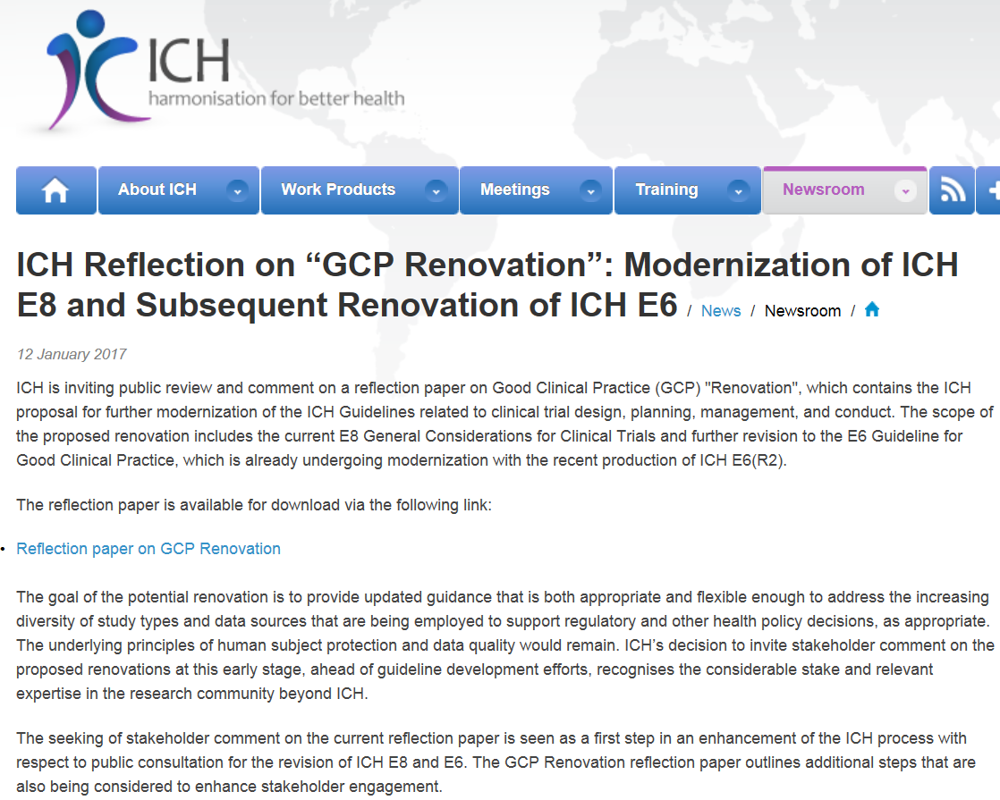 ICH
harmonisation for better health
About ICH
Work Products
Meetings
Training
Newsroom
ICH Reflection on “GCP Renovation”: Modernization of ICH
E8 and Subsequent Renovation of ICH E6 / News / Newsroom /
12 January 2017
ICH is inviting public review and comment on a reflection paper on Good Clinical Practice (GCP) "Renovation", which contains the ICH
proposal for further modernization of the ICH Guidelines related to clinical trial design, planning, management, and conduct. The scope of
the proposed renovation includes the current E8 General Considerations for Clinical Trials and further revision to the E6 Guideline for
Good Clinical Practice, which is already undergoing modernization with the recent production of ICH E6(R2).
The reflection paper is available for download via the following link:
• Reflection paper on GCP Renovation
The goal of the potential renovation is to provide updated guidance that is both appropriate and flexible enough to address the increasing
diversity of study types and data sources that are being employed to support regulatory and other health policy decisions, as appropriate.
The underlying principles of human subject protection and data quality would remain. ICH’s decision to invite stakeholder comment on the
proposed renovations at this early stage, ahead of guideline development efforts, recognises the considerable stake and relevant
expertise in the research community beyond ICH.
The seeking of stakeholder comment on the current reflection paper is seen as a first step in an enhancement of the ICH process with
respect to public consultation for the revision of ICH E8 and E6. The GCP Renovation reflection paper outlines additional steps that are
also being considered to enhance stakeholder engagement.